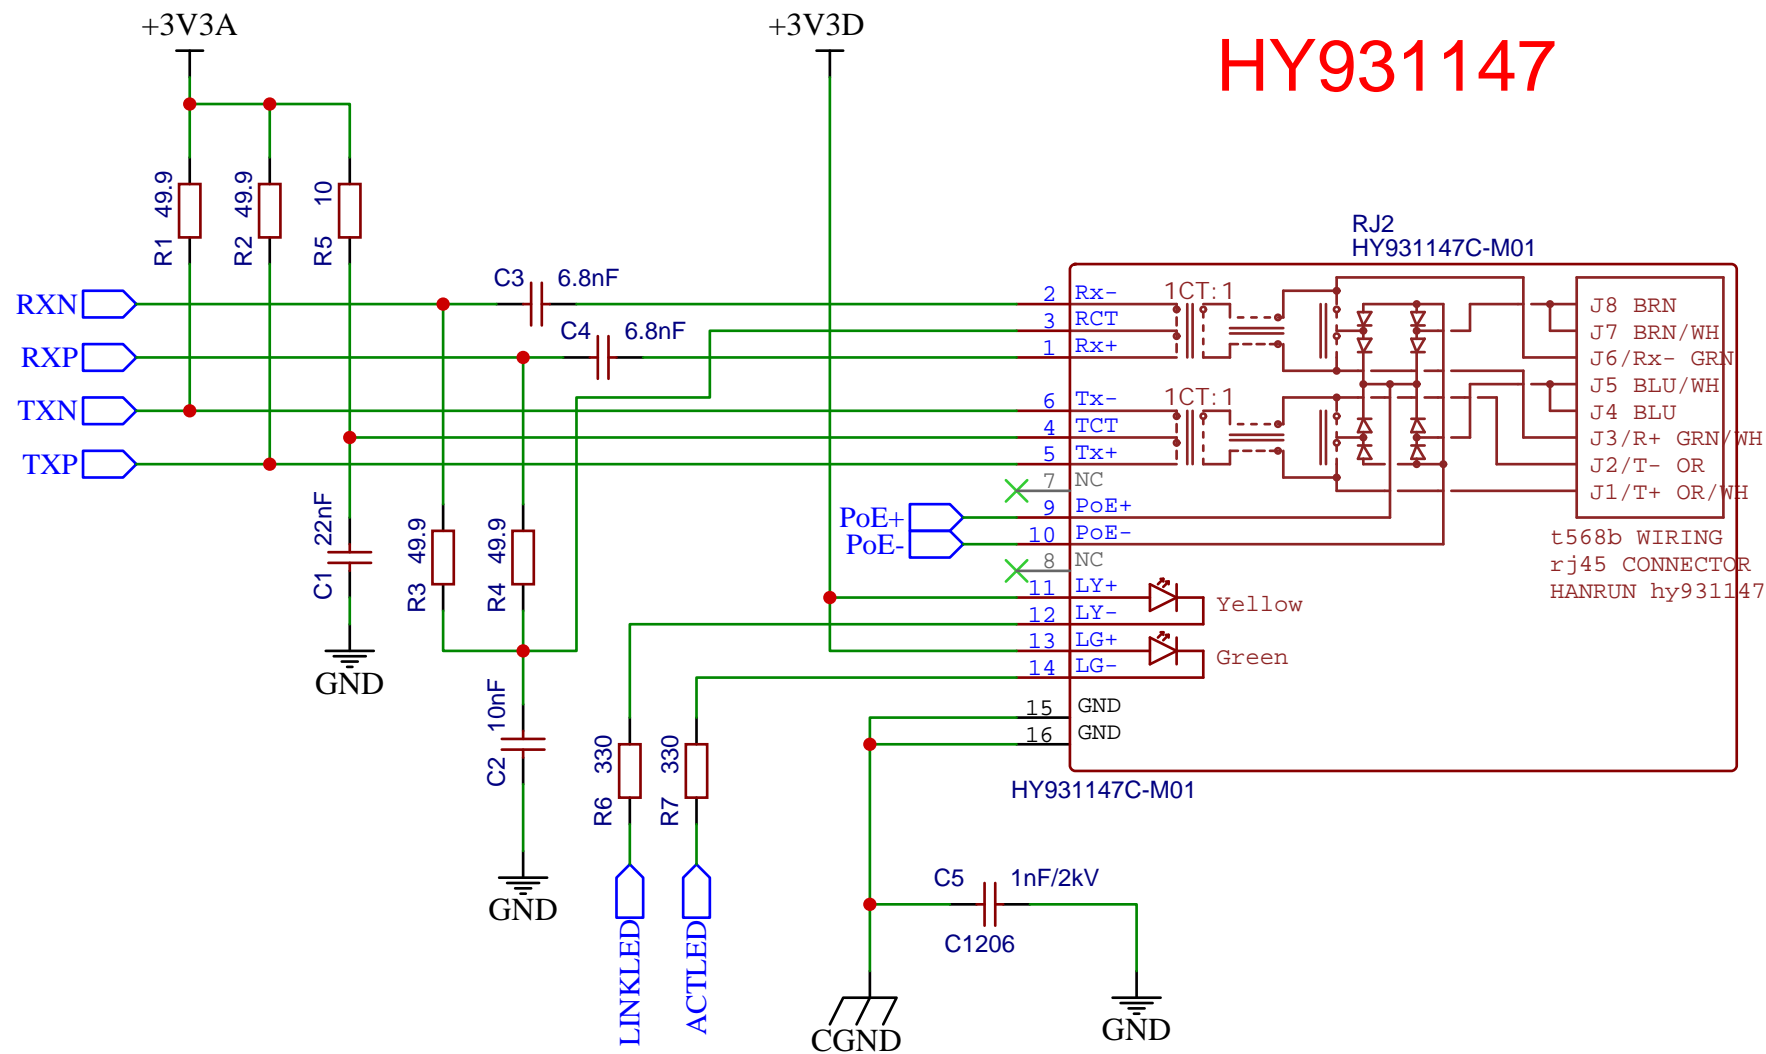 +3V3A
+3V3D
HY931147
R1 49.9
R2 49.9
R5 10
RJ2
HY931147C-M01
RXN
RXP
TXN
TXP
C3 6.8nF
C4 6.8nF
2 Rx-
3 RCT
1 Rx+
6 Tx-
4 TCT
5 Tx+
7 NC
9 PoE+
10 PoE-
8 NC
11 LY+
12 LY-
13 LG+
14 LG-
15 GND
16 GND
1CT:1
1CT:1
J8 BRN
J7 BRN/WH
J6/Rx- GRN
J5 BLU/WH
J4 BLU
J3/R+ GRN/WH
J2/T- OR
J1/T+ OR/WH
t568b WIRING
rj45 CONNECTOR
HANRUN hy931147
Yellow
Green
PoE+
PoE-
C1 22nF
GND
R3 49.9
R4 49.9
C2 10nF
GND
R6 330
R7 330
LINKLED
ACTLED
HY931147C-M01
C5 1nF/2kV
C1206
CGND
GND